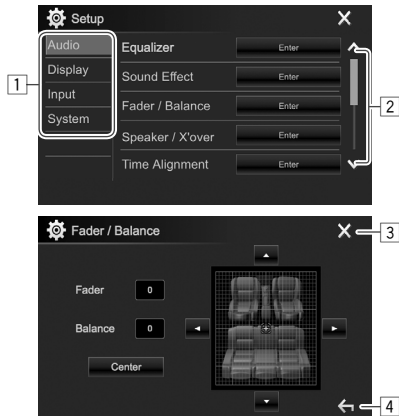 Setup
Audio
Display
Input
System
Equalizer Enter
Sound Effect Enter
Fader / Balance Enter
Speaker / X'over Enter
Time Alignment Enter
1
2
Fader / Balance
3
Fader 0
Balance 0
Center
4